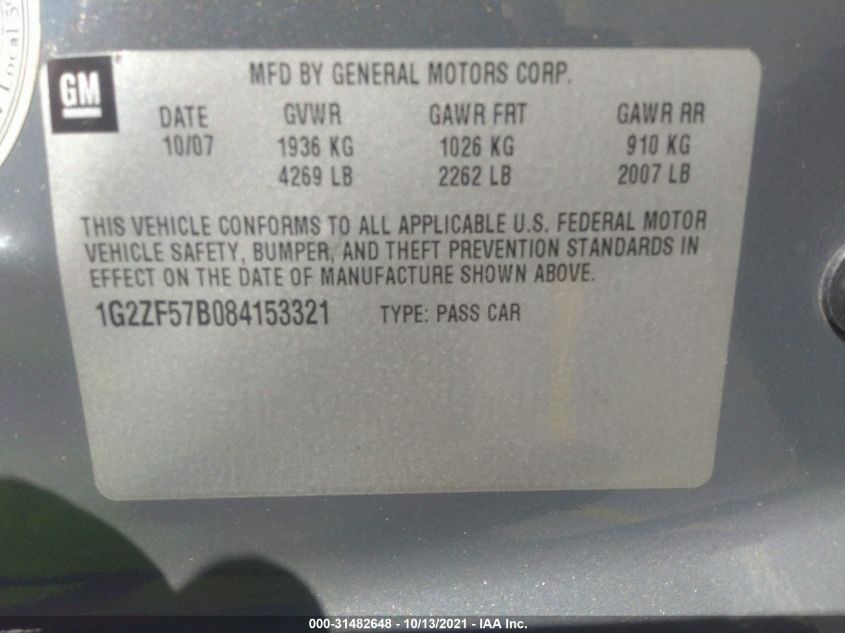 Local 59
GM
MFD BY GENERAL MOTORS CORP.
DATE GVWR GAWR FRT GAWR RR
10/07 1936 KG 1026 KG 910 KG
4269 LB 2262 LB 2007 LB
THIS VEHICLE CONFORMS TO ALL APPLICABLE U.S. FEDERAL MOTOR
VEHICLE SAFETY, BUMPER, AND THEFT PREVENTION STANDARDS IN
EFFECT ON THE DATE OF MANUFACTURE SHOWN ABOVE.
1G2ZF57B084153321 TYPE: PASS CAR
000-31482648 - 10/13/2021 - IAA Inc.